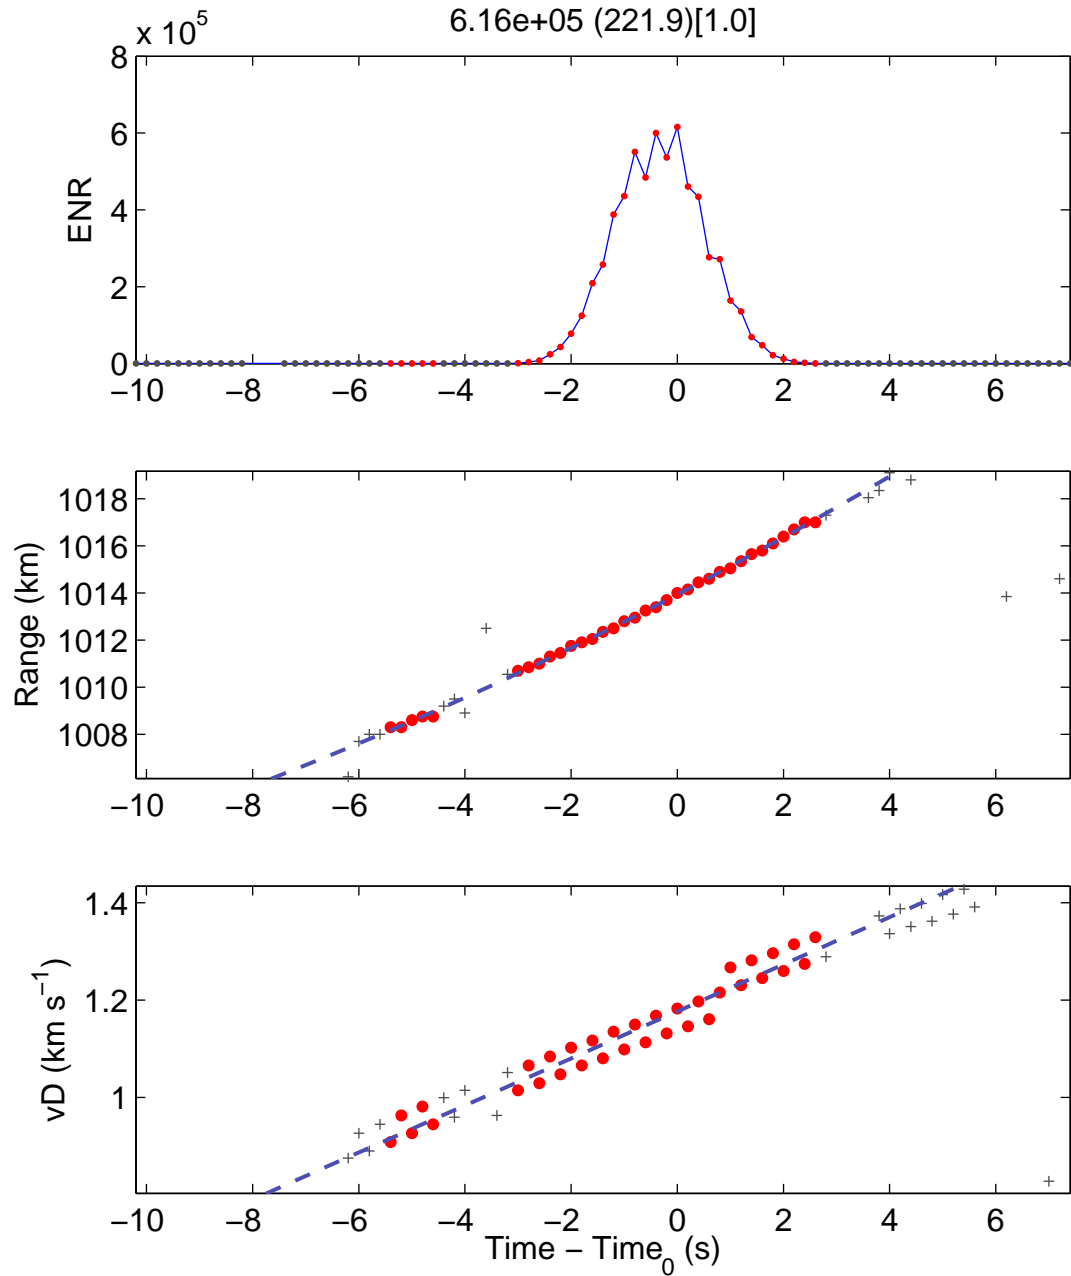 6.16e+05 (221.9)[1.0]
x 10^5
8
6
4
2
0
ENR
−10 −8 −6 −4 −2 0 2 4 6
1018
1016
1014
1012
1010
1008
Range (km)
−10 −8 −6 −4 −2 0 2 4 6
1.4
1.2
1
vD (km s^−1)
−10 −8 −6 −4 −2 0 2 4 6
Time − Time_0 (s)